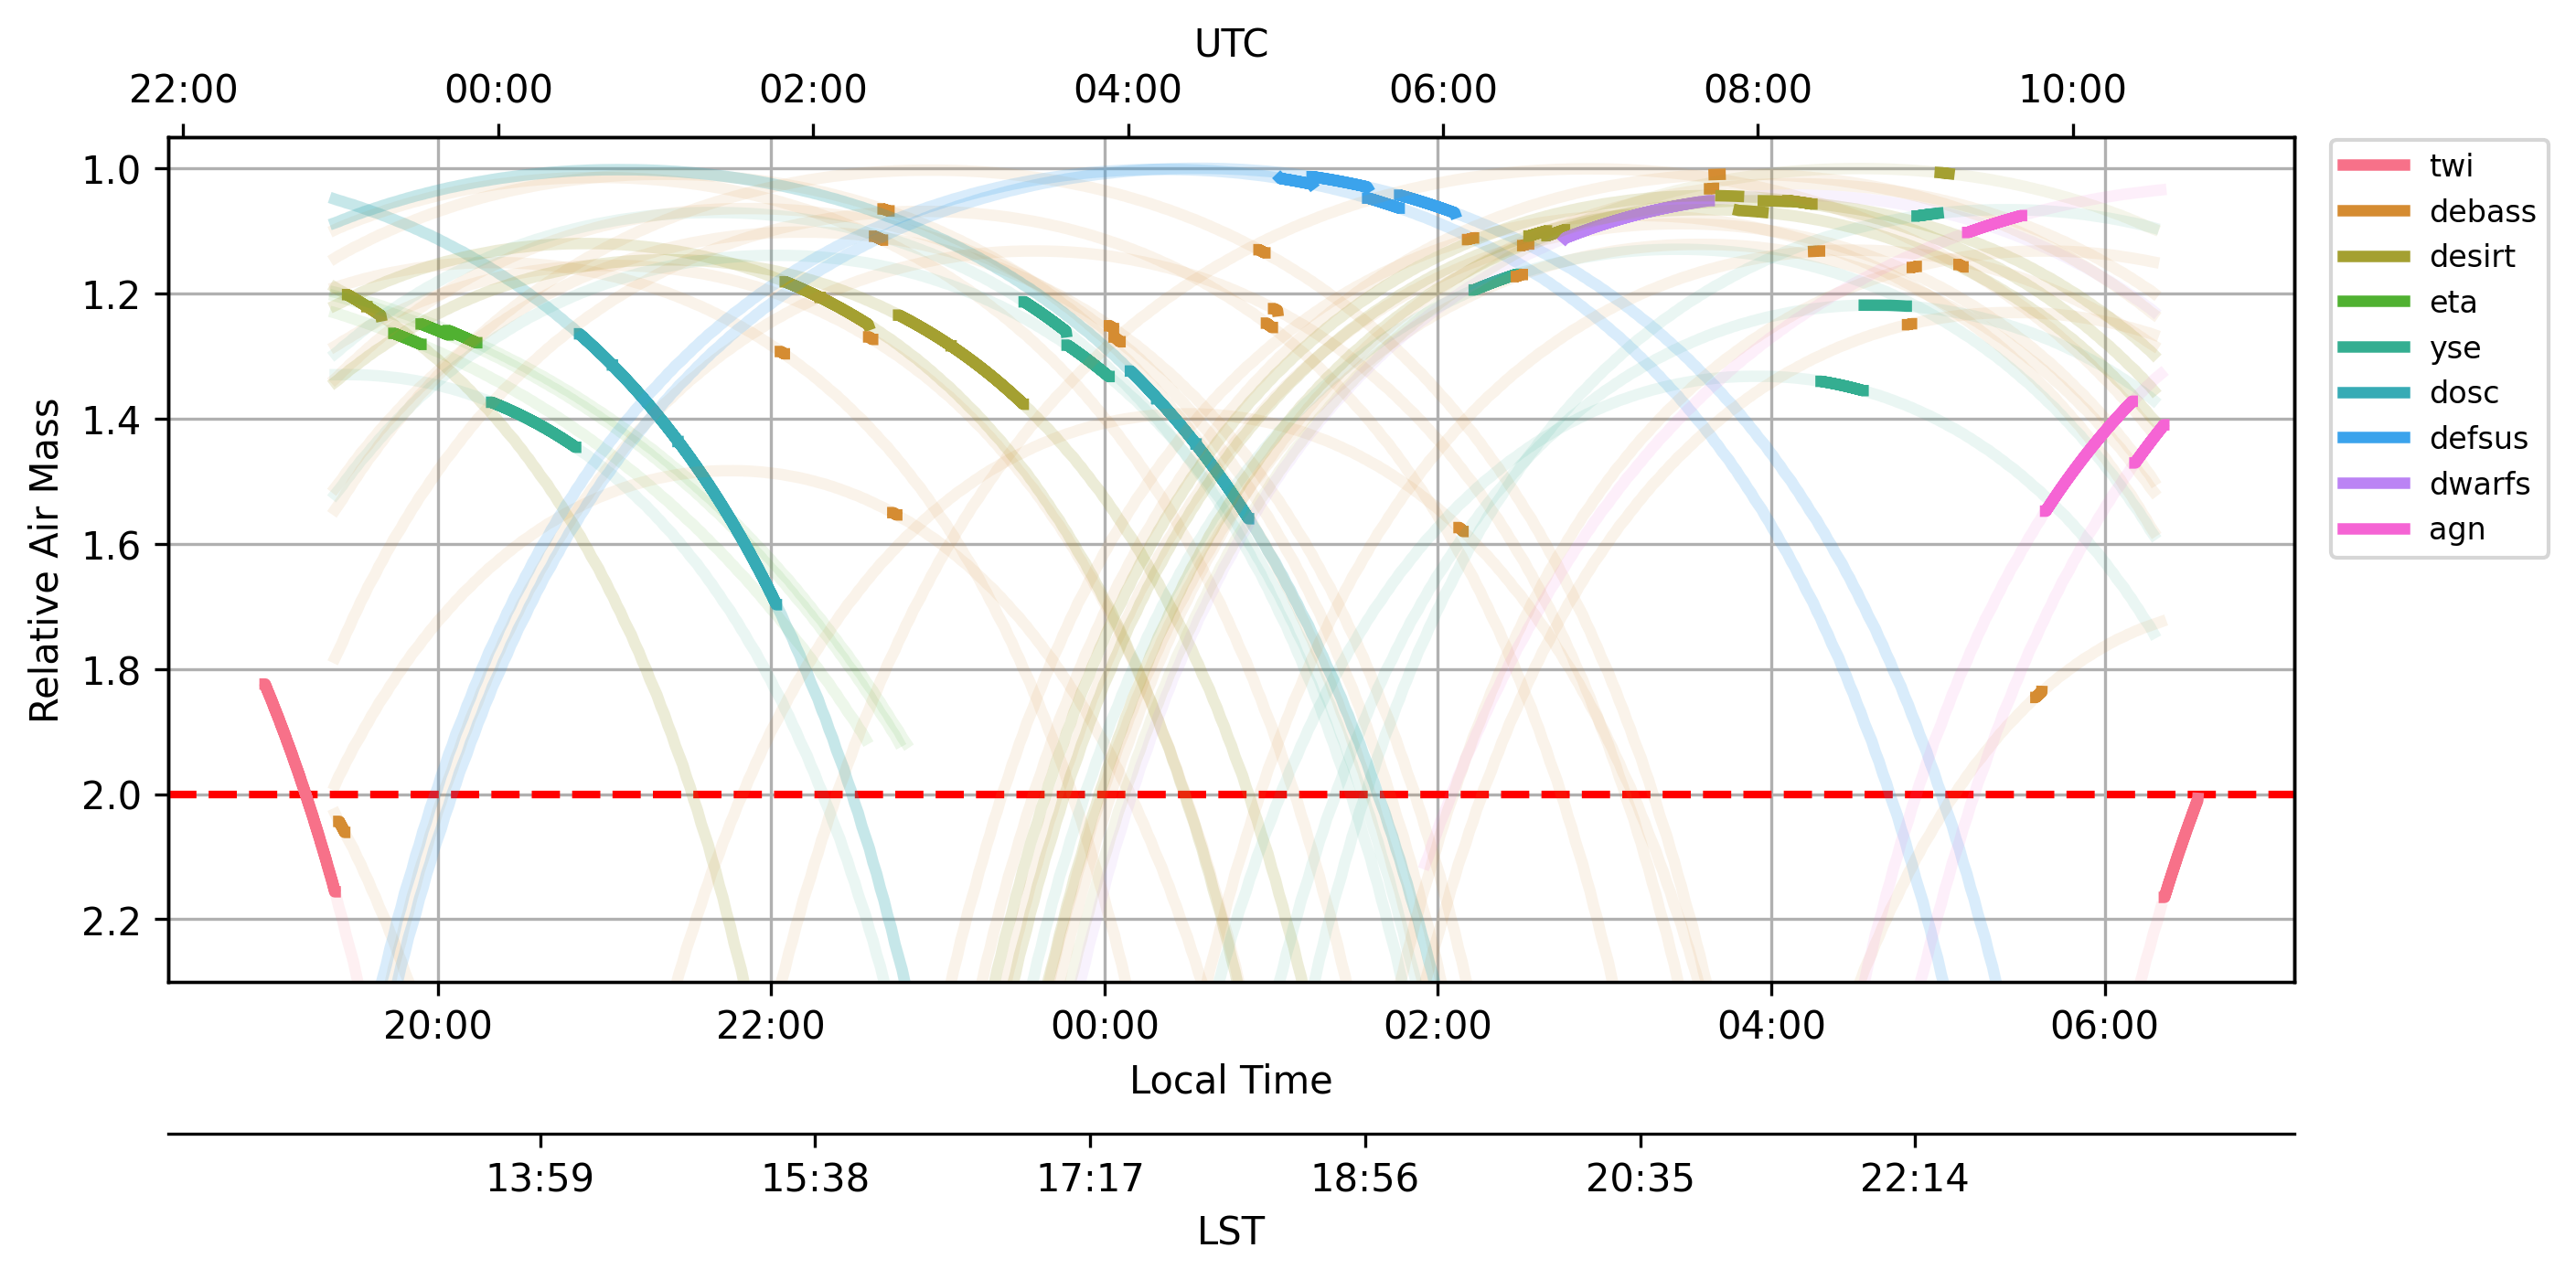 UTC
22:00 00:00 02:00 04:00 06:00 08:00 10:00
Relative Air Mass
1.0
1.2
1.4
1.6
1.8
2.0
2.2
twi
debass
desirt
eta
yse
dosc
defsus
dwarfs
agn
20:00 22:00 00:00 02:00 04:00 06:00
Local Time
13:59 15:38 17:17 18:56 20:35 22:14
LST